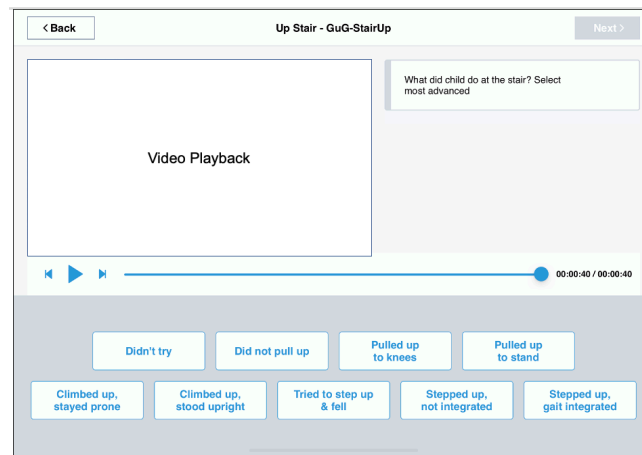 < Back
Up Stair - GuG-StairUp
Next >
What did child do at the stair? Select
most advanced
Video Playback
00:00:40 / 00:00:40
Didn't try
Did not pull up
Pulled up
to knees
Pulled up
to stand
Climbed up,
stayed prone
Climbed up,
stood upright
Tried to step up
& fell
Stepped up,
not integrated
Stepped up,
gait integrated